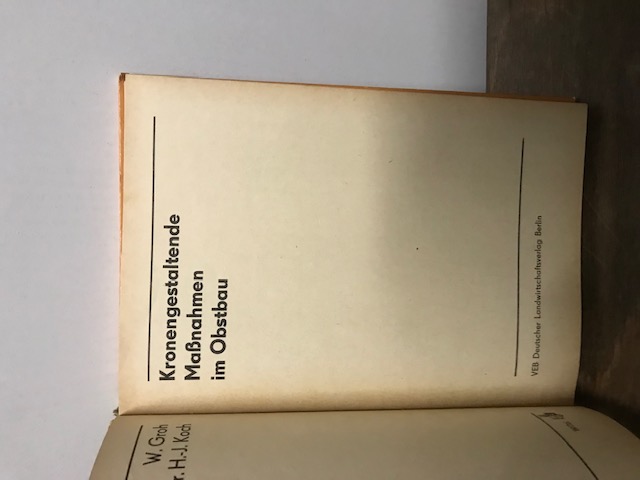 W. Groh
r. H.-J. Koch
Kronengestaltende
Maßnahmen
im Obstbau
VEB Deutscher Landwirtschaftsverlag Berlin